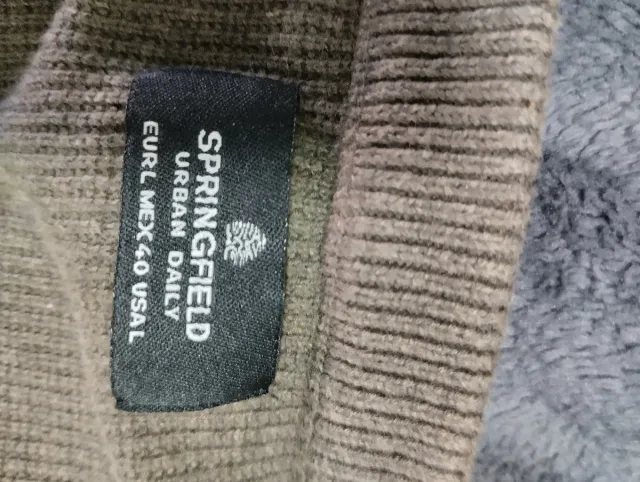 SPRINGFIELD
URBAN DAILY
EUR L MEX 40 USA L